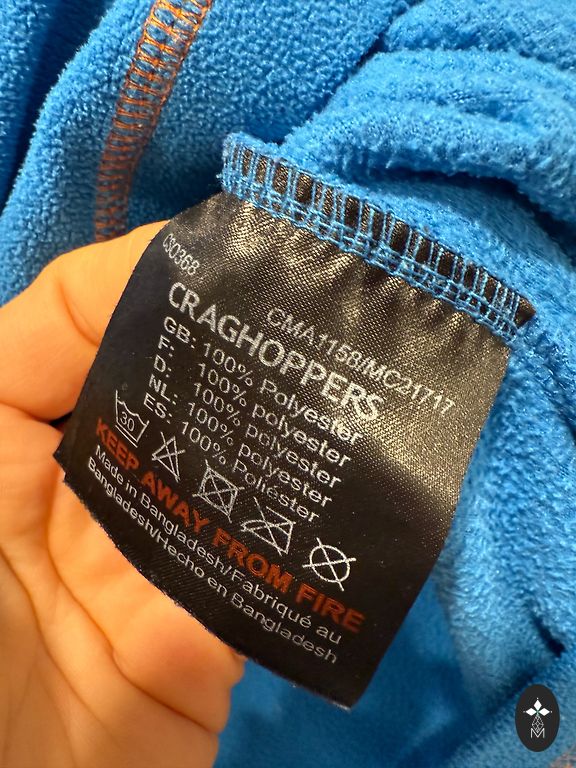 030368
CMA1158/MC21717
CRAGHOPPERS
GB: 100% Polyester
F: 100% polyester
D: 100% polyester
NL: 100% polyester
ES: 100% Poliéster
30
KEEP AWAY FROM FIRE
Made in Bangladesh/Fabriqué au
Bangladesh/Hecho en Bangladesh
M